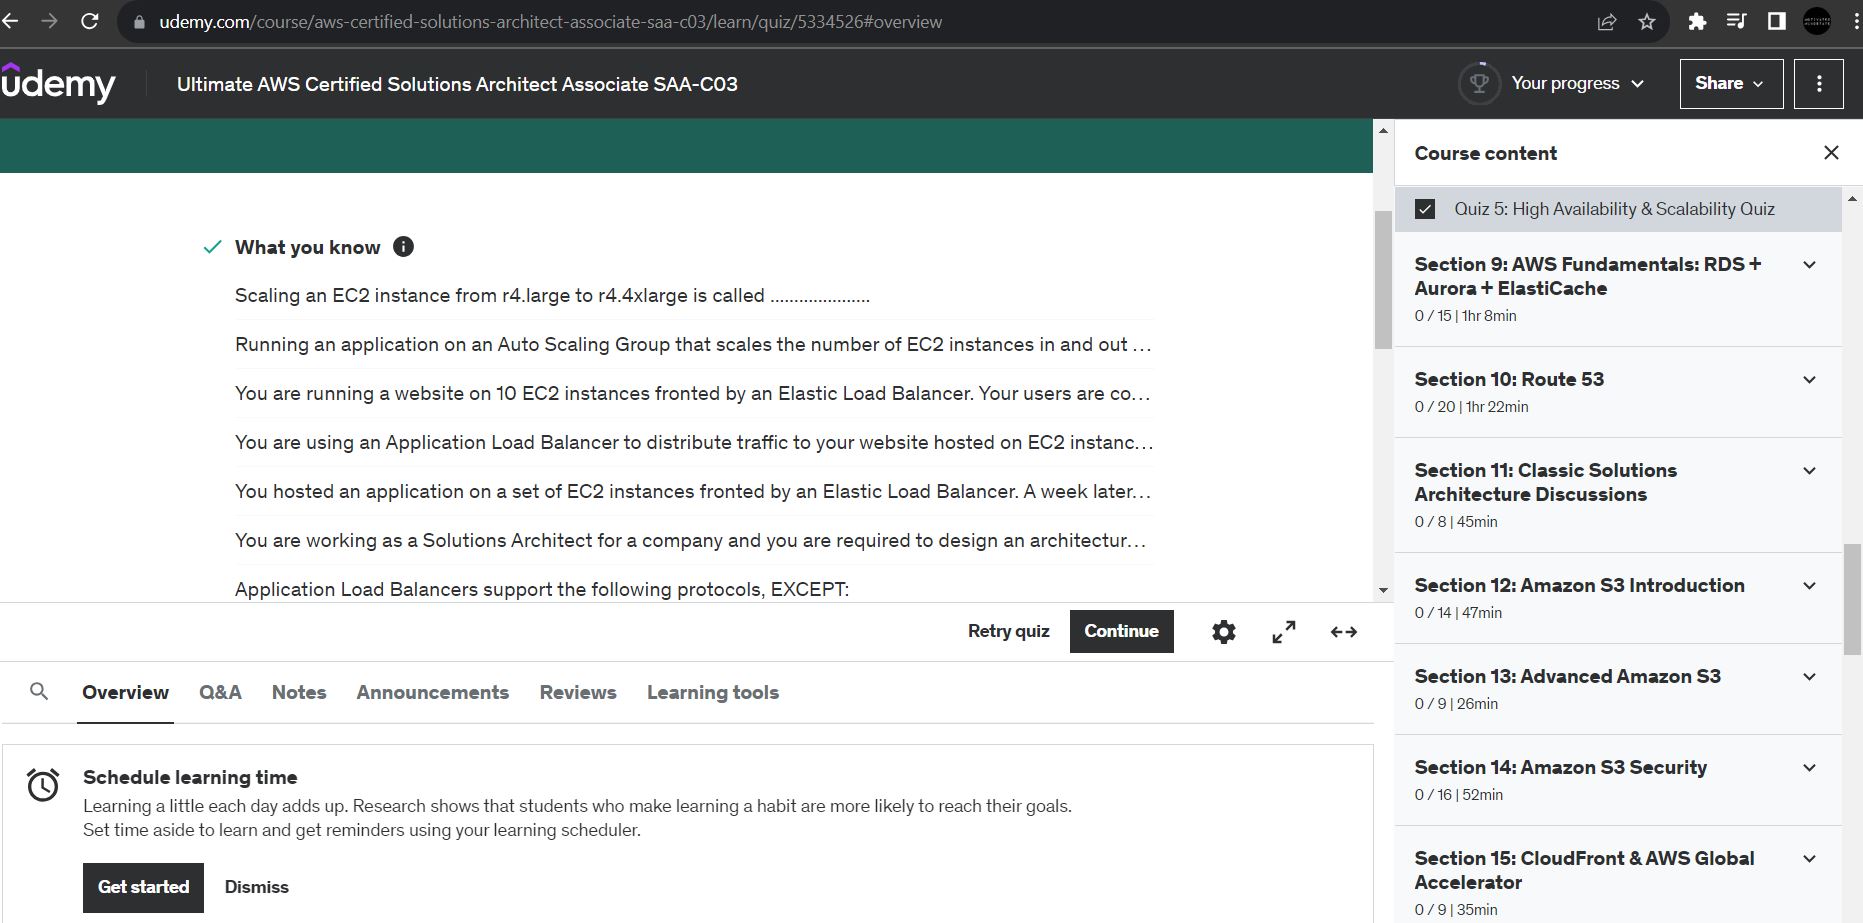 udemy.com/course/aws-certified-solutions-architect-associate-saa-c03/learn/quiz/5334526#overview
udemy
Ultimate AWS Certified Solutions Architect Associate SAA-C03
Your progress
Share
What you know
Scaling an EC2 instance from r4.large to r4.4xlarge is called .....................
Running an application on an Auto Scaling Group that scales the number of EC2 instances in and out ...
You are running a website on 10 EC2 instances fronted by an Elastic Load Balancer. Your users are co...
You are using an Application Load Balancer to distribute traffic to your website hosted on EC2 instanc...
You hosted an application on a set of EC2 instances fronted by an Elastic Load Balancer. A week later...
You are working as a Solutions Architect for a company and you are required to design an architectur...
Application Load Balancers support the following protocols, EXCEPT:
Retry quiz
Continue
Overview
Q&A
Notes
Announcements
Reviews
Learning tools
Schedule learning time
Learning a little each day adds up. Research shows that students who make learning a habit are more likely to reach their goals.
Set time aside to learn and get reminders using your learning scheduler.
Get started
Dismiss
Course content
Quiz 5: High Availability & Scalability Quiz
Section 9: AWS Fundamentals: RDS +
Aurora + ElastiCache
0 / 15 | 1hr 8min
Section 10: Route 53
0 / 20 | 1hr 22min
Section 11: Classic Solutions
Architecture Discussions
0 / 8 | 45min
Section 12: Amazon S3 Introduction
0 / 14 | 47min
Section 13: Advanced Amazon S3
0 / 9 | 26min
Section 14: Amazon S3 Security
0 / 16 | 52min
Section 15: CloudFront & AWS Global
Accelerator
0 / 9 | 35min